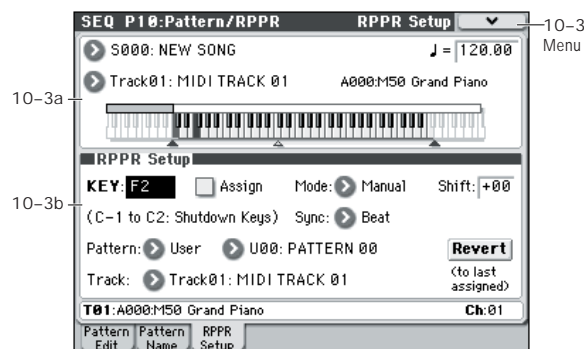 SEQ P10:Pattern/RPPR RPPR Setup
10–3
Menu
S000: NEW SONG ♩ = 120.00
Track01: MIDI TRACK 01 A000:M50 Grand Piano
10–3a
RPPR Setup
KEY: F2 Assign Mode: Manual Shift: +00
10–3b
(C-1 to C2: Shutdown Keys) Sync: Beat
Pattern: User U00: PATTERN 00 Revert
Track: Track01: MIDI TRACK 01 (to last
assigned)
T01:A000:M50 Grand Piano Ch:01
Pattern Pattern RPPR
Edit Name Setup